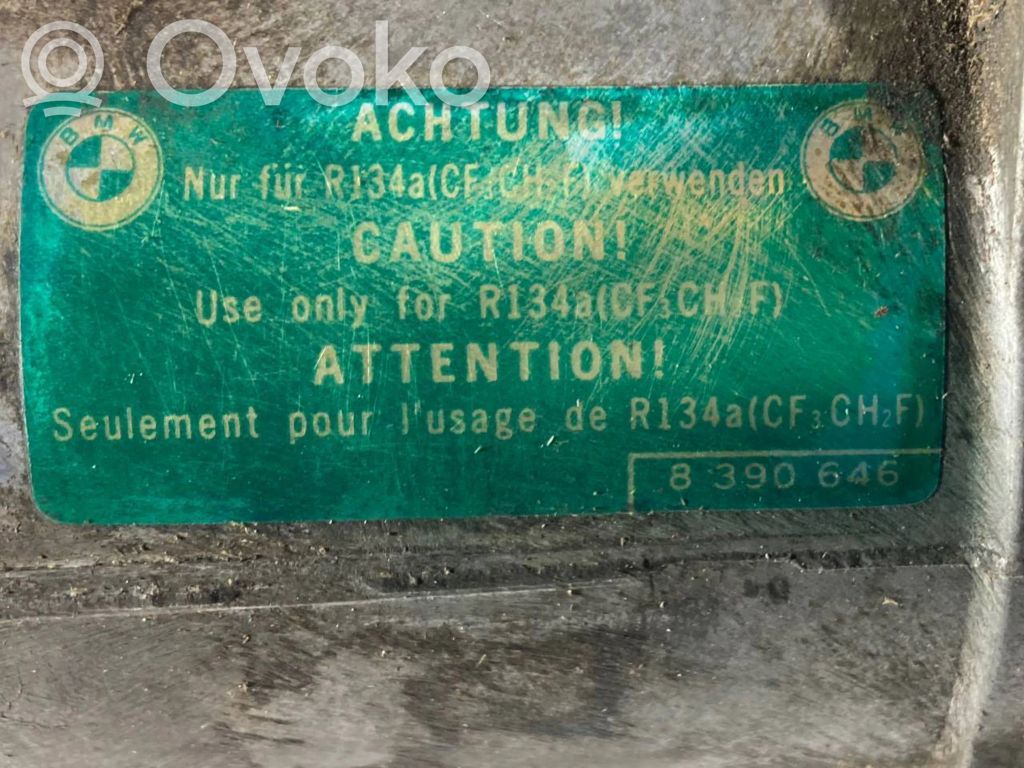 Ovoko
BMW
BMW
ACHTUNG!
Nur für R134a(CF₃CH₂F) verwenden
CAUTION!
Use only for R134a(CF₃CH₂F)
ATTENTION!
Seulement pour l'usage de R134a(CF₃CH₂F)
8 390 646